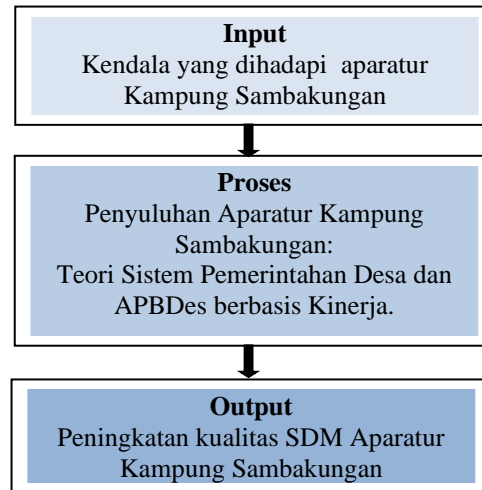 Input
Kendala yang dihadapi aparatur
Kampung Sambakungan
Proses
Penyuluhan Aparatur Kampung
Sambakungan:
Teori Sistem Pemerintahan Desa dan
APBDes berbasis Kinerja.
Output
Peningkatan kualitas SDM Aparatur
Kampung Sambakungan